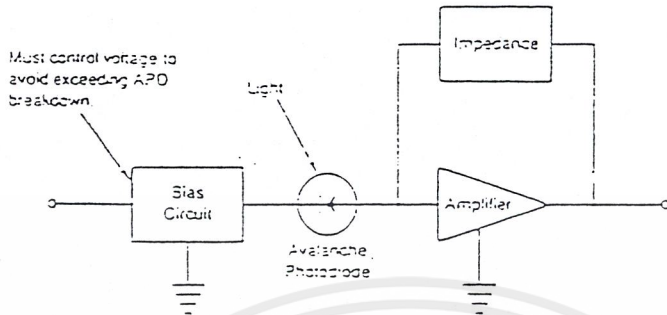 Must control voltage to
avoid exceeding APD
breakdown
Light
Impedance
Bias
Circuit
Amplifier
Avalanche
Photodiode